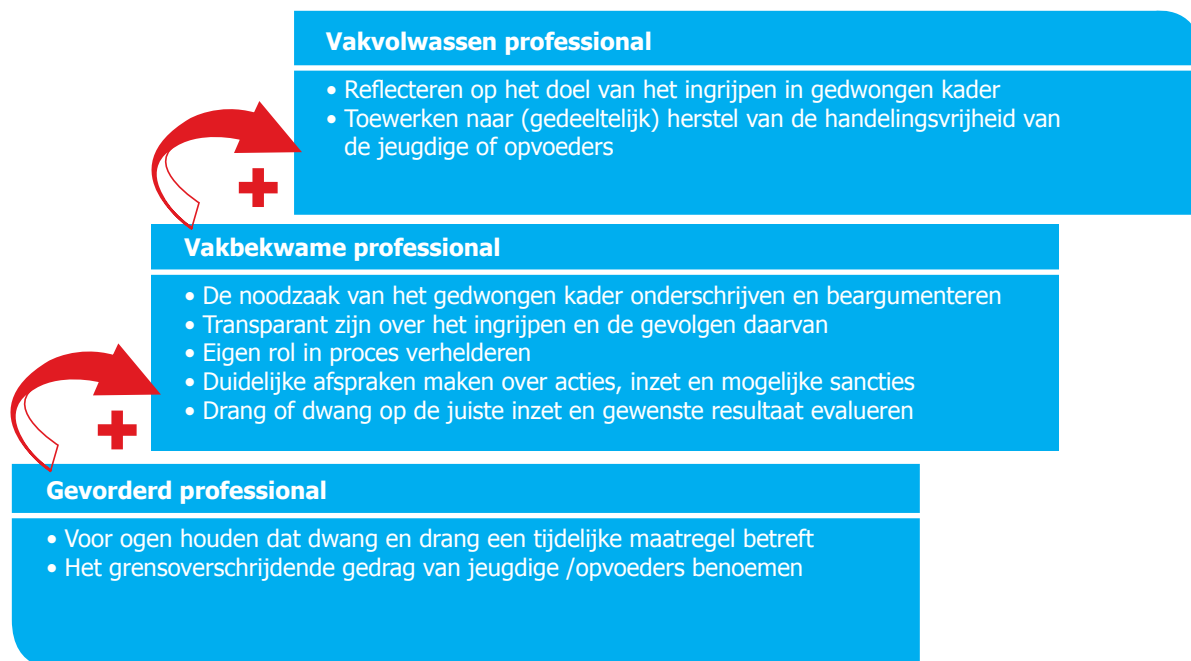 Vakvolwassen professional
• Reflecteren op het doel van het ingrijpen in gedwongen kader
• Toewerken naar (gedeeltelijk) herstel van de handelingsvrijheid van
de jeugdige of opvoeders
Vakbekwame professional
• De noodzaak van het gedwongen kader onderschrijven en beargumenteren
• Transparant zijn over het ingrijpen en de gevolgen daarvan
• Eigen rol in proces verhelderen
• Duidelijke afspraken maken over acties, inzet en mogelijke sancties
• Drang of dwang op de juiste inzet en gewenste resultaat evalueren
Gevorderd professional
• Voor ogen houden dat dwang en drang een tijdelijke maatregel betreft
• Het grensoverschrijdende gedrag van jeugdige /opvoeders benoemen